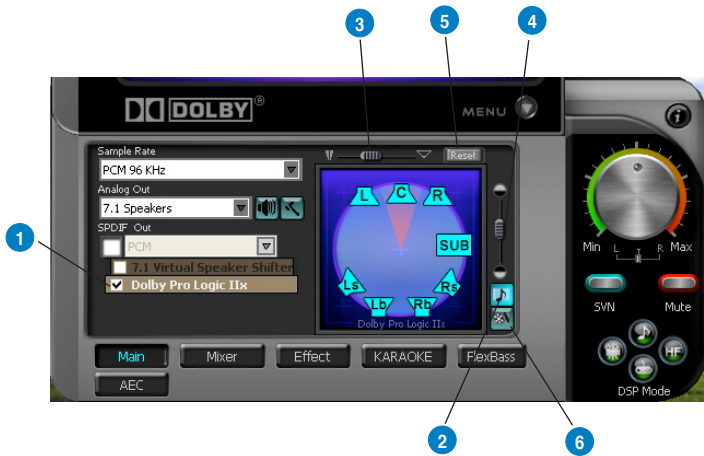 3 5 4
DOLBY ®
MENU
Sample Rate
Reset
PCM 96 KHz
L C R
Analog Out
7.1 Speakers
SPDIF Out
PCM
SUB
Min L R Max
1
7.1 Virtual Speaker Shifter
Dolby Pro Logic IIx
Ls Rs
Lb Rb
Dolby Pro Logic IIx
SVN Mute
Main Mixer Effect KARAOKE FlexBass
HF
AEC
DSP Mode
2 6